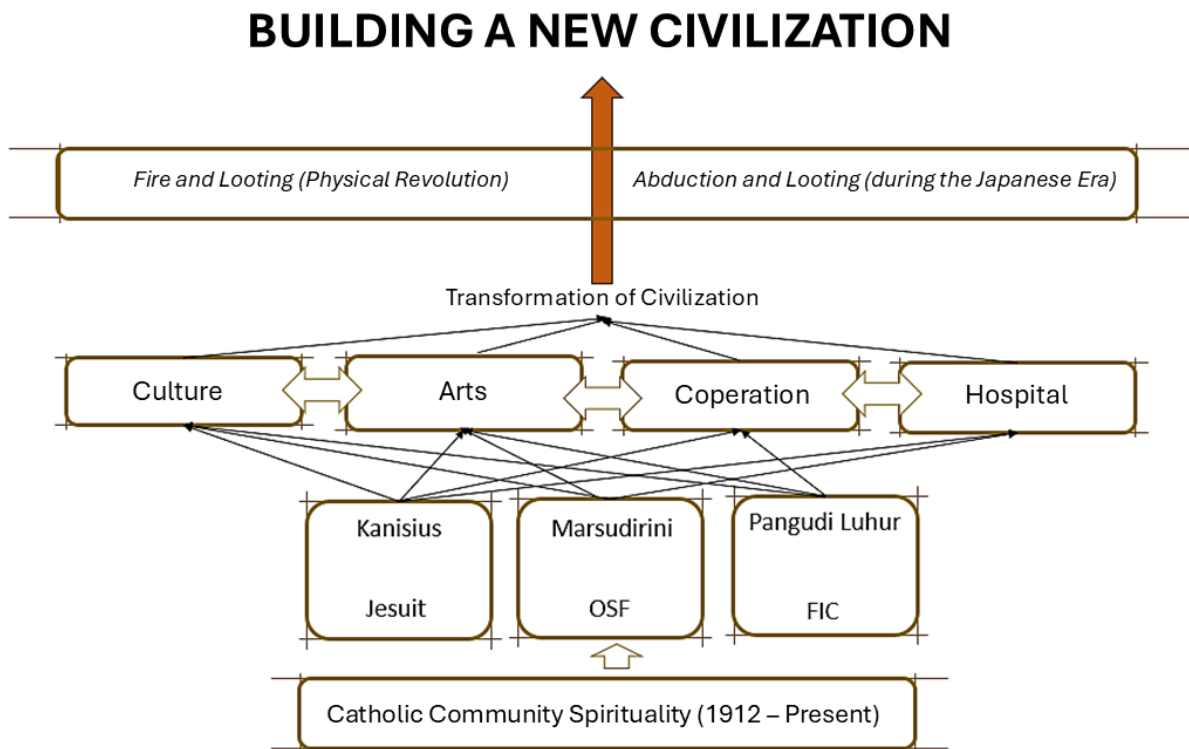 BUILDING A NEW CIVILIZATION
Fire and Looting (Physical Revolution)
Abduction and Looting (during the Japanese Era)
Transformation of Civilization
Culture
Arts
Coperation
Hospital
Kanisius
Jesuit
Marsudirini
OSF
Pangudi Luhur
FIC
Catholic Community Spirituality (1912 – Present)